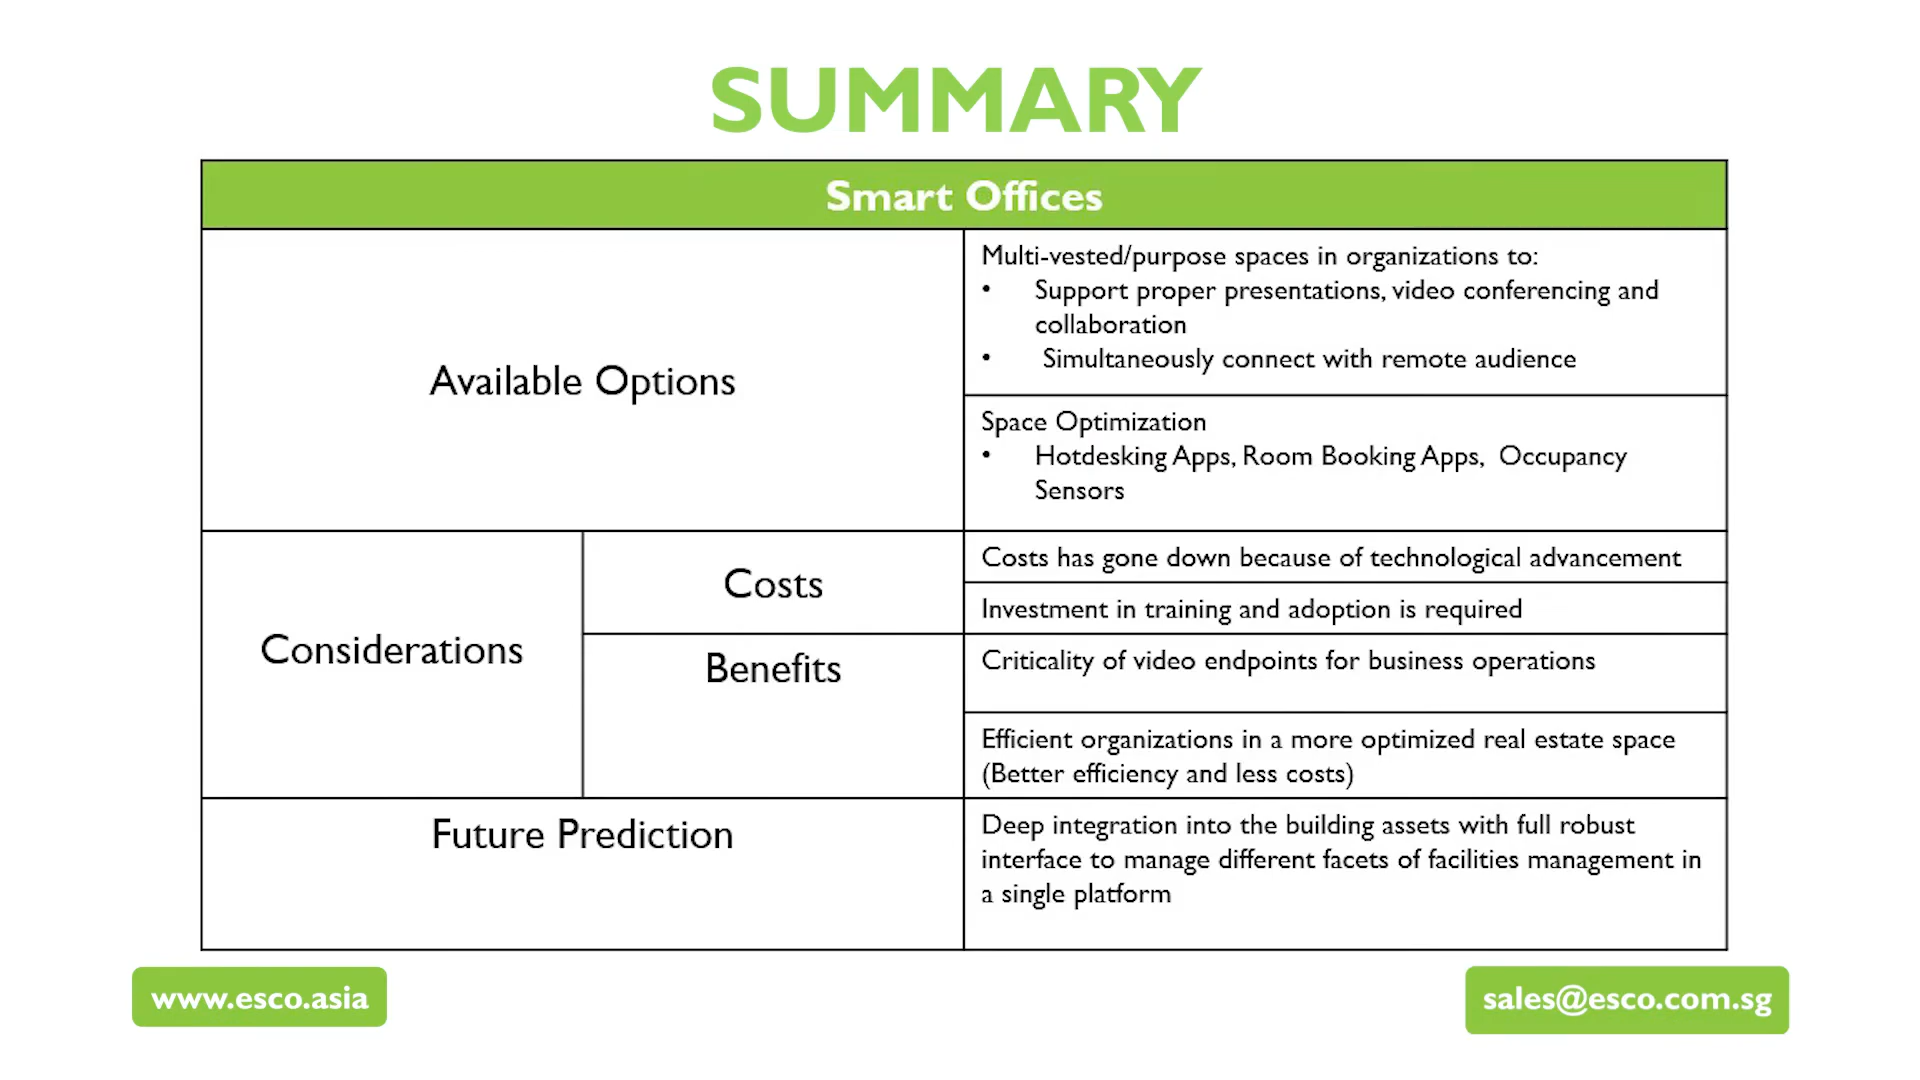 SUMMARY
Smart Offices
Available Options
Multi-vested/purpose spaces in organizations to:
• Support proper presentations, video conferencing and
collaboration
• Simultaneously connect with remote audience
Space Optimization
• Hotdesking Apps, Room Booking Apps, Occupancy
Sensors
Considerations
Costs
Costs has gone down because of technological advancement
Investment in training and adoption is required
Benefits
Criticality of video endpoints for business operations
Efficient organizations in a more optimized real estate space
(Better efficiency and less costs)
Future Prediction
Deep integration into the building assets with full robust
interface to manage different facets of facilities management in
a single platform
www.esco.asia
sales@esco.com.sg